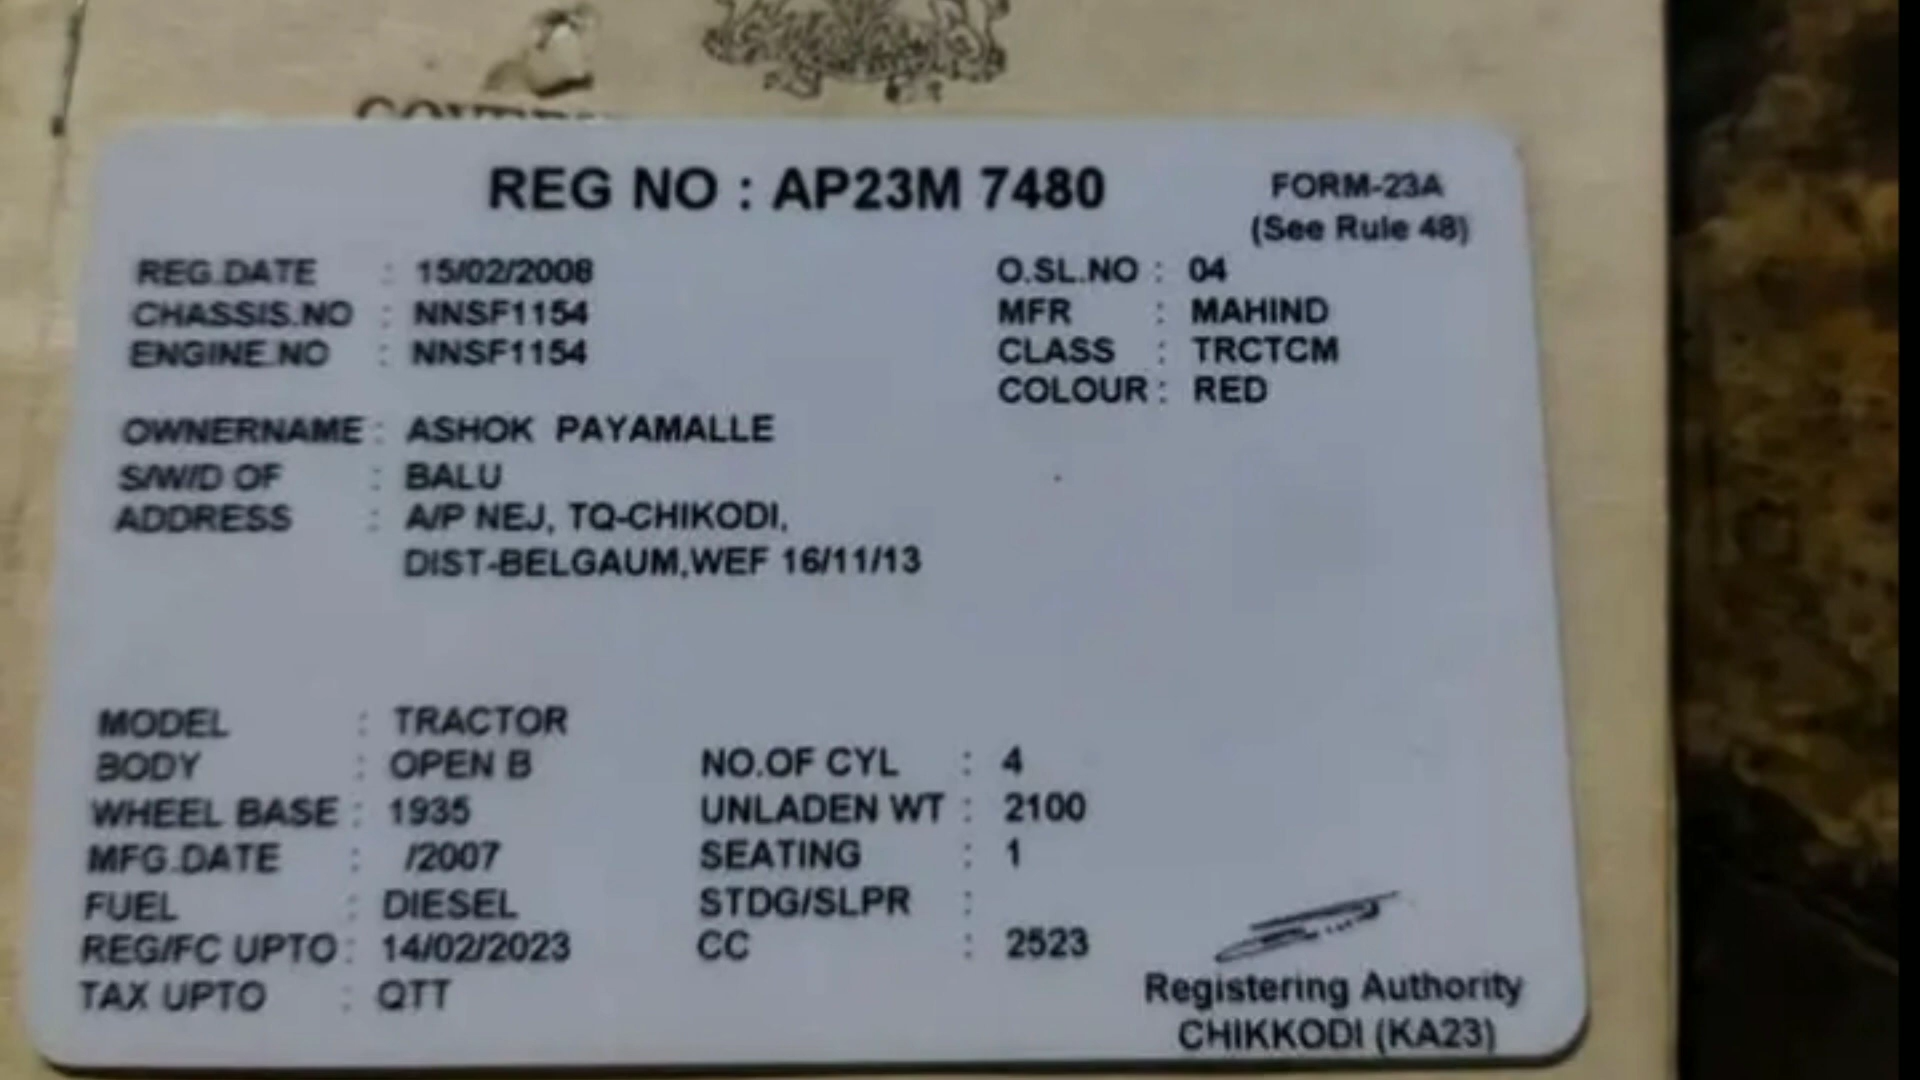 REG NO : AP23M 7480
FORM-23A
(See Rule 48)
REG.DATE : 15/02/2008
O.SL.NO : 04
CHASSIS.NO : NNSF1154
MFR : MAHIND
ENGINE.NO : NNSF1154
CLASS : TRCTCM
COLOUR : RED
OWNERNAME : ASHOK PAYAMALLE
S/W/D OF : BALU
ADDRESS : A/P NEJ, TQ-CHIKODI,
DIST-BELGAUM,WEF 16/11/13
MODEL : TRACTOR
BODY : OPEN B
NO.OF CYL : 4
WHEEL BASE : 1935
UNLADEN WT : 2100
MFG.DATE : /2007
SEATING : 1
FUEL : DIESEL
STDG/SLPR :
REG/FC UPTO : 14/02/2023
CC : 2523
TAX UPTO : QTT
Registering Authority
CHIKKODI (KA23)